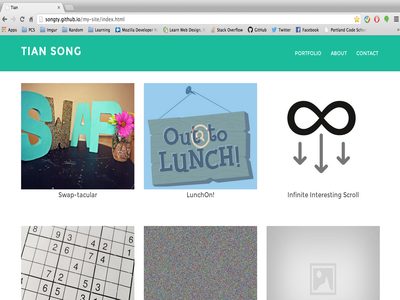 Tian
songty.github.io/my-site/index.html
Apps PCS Imgur Random Learning Mozilla Developer N Learn Web Design, W Stack Overflow GitHub Twitter Facebook Portland Code School
TIAN SONG
PORTFOLIO ABOUT CONTACT
SWAP
Out to
LUNCH!
Swap-tacular
LunchOn!
Infinite Interesting Scroll